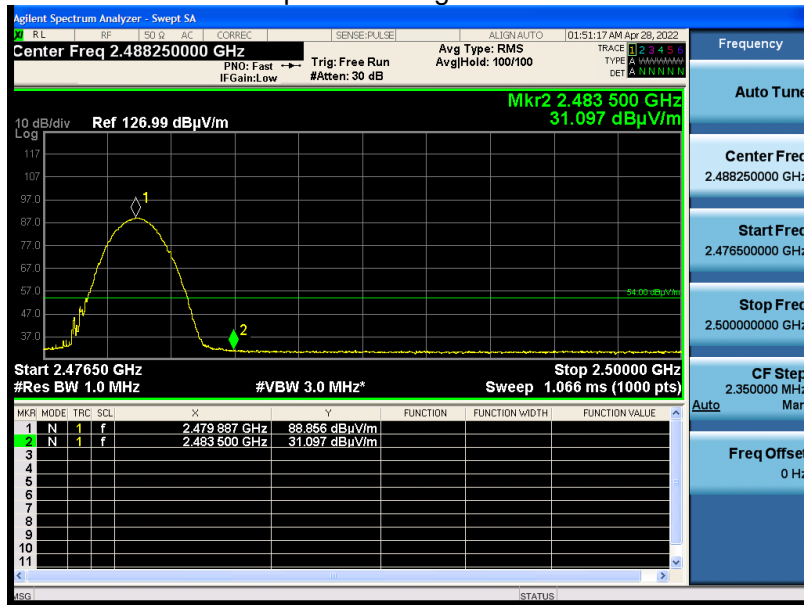 Agilent Spectrum Analyzer - Swept SA
RL RF 50 Ω AC CORREC SENSE:PULSE ALIGNAUTO 01:51:17 AM Apr 28, 2022
Center Freq 2.488250000 GHz
PNO: Fast
IFGain:Low
Trig: Free Run
#Atten: 30 dB
Avg Type: RMS
Avg|Hold: 100/100
TRACE 1 2 3 4 5 6
TYPE A WWWWW
DET A N N N N N
Mkr2 2.483 500 GHz
31.097 dBµV/m
10 dB/div Ref 126.99 dBµV/m
Log
117
107
97.0
87.0
77.0
67.0
57.0
47.0
37.0
1
2
54.00 dBµV/m
Start 2.47650 GHz Stop 2.50000 GHz
#Res BW 1.0 MHz #VBW 3.0 MHz* Sweep 1.066 ms (1000 pts)
MKR MODE TRC SCL X Y FUNCTION FUNCTION WIDTH FUNCTION VALUE
1 N 1 f 2.479 887 GHz 88.856 dBµV/m
2 N 1 f 2.483 500 GHz 31.097 dBµV/m
3
4
5
6
7
8
9
10
11
MSG STATUS
Frequency
Auto Tune
Center Freq
2.488250000 GHz
Start Freq
2.476500000 GHz
Stop Freq
2.500000000 GHz
CF Step
2.350000 MHz
Auto Man
Freq Offset
0 Hz